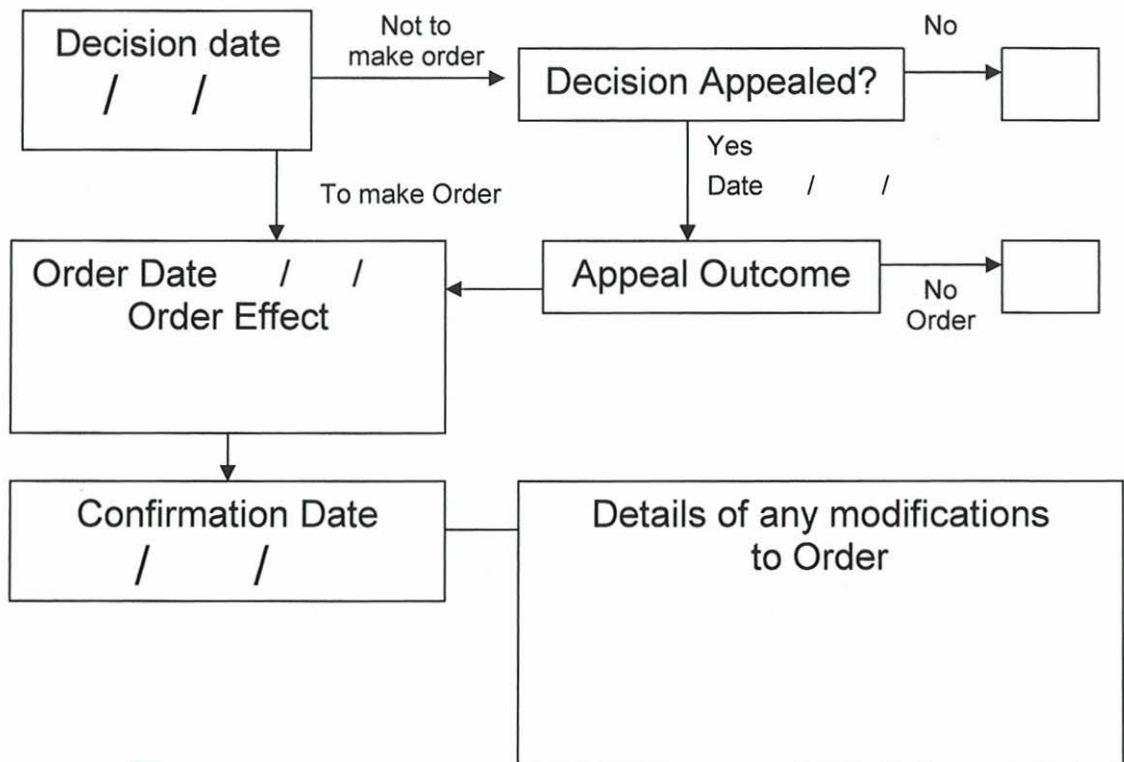 Decision date
/ /
Not to
make order
Decision Appealed?
No
To make Order
Yes
Date / /
Order Date / /
Order Effect
Appeal Outcome
No
Order
Confirmation Date
/ /
Details of any modifications
to Order